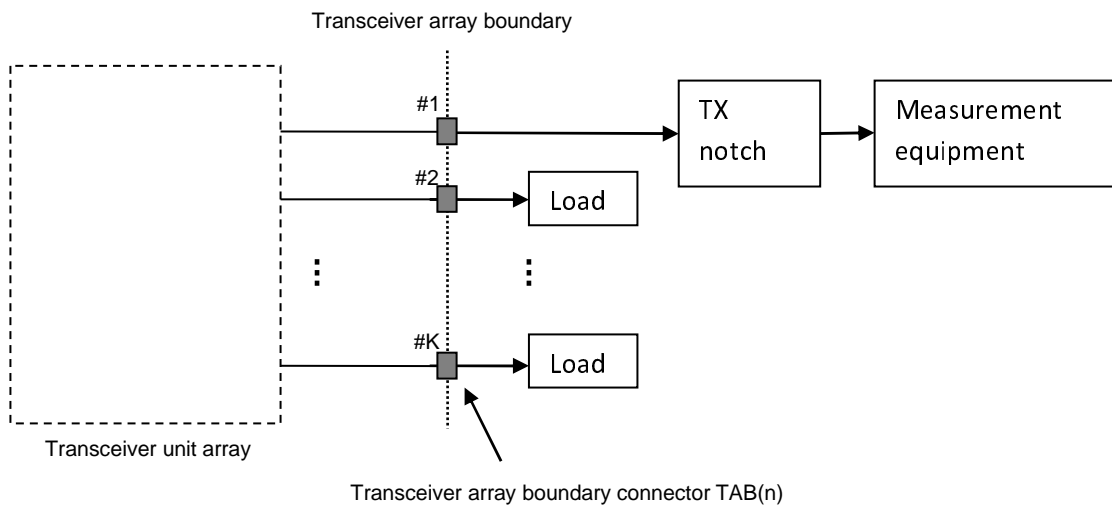 Transceiver array boundary
#1
TX
notch
Measurement
equipment
#2
Load
#K
Load
Transceiver unit array
Transceiver array boundary connector TAB(n)